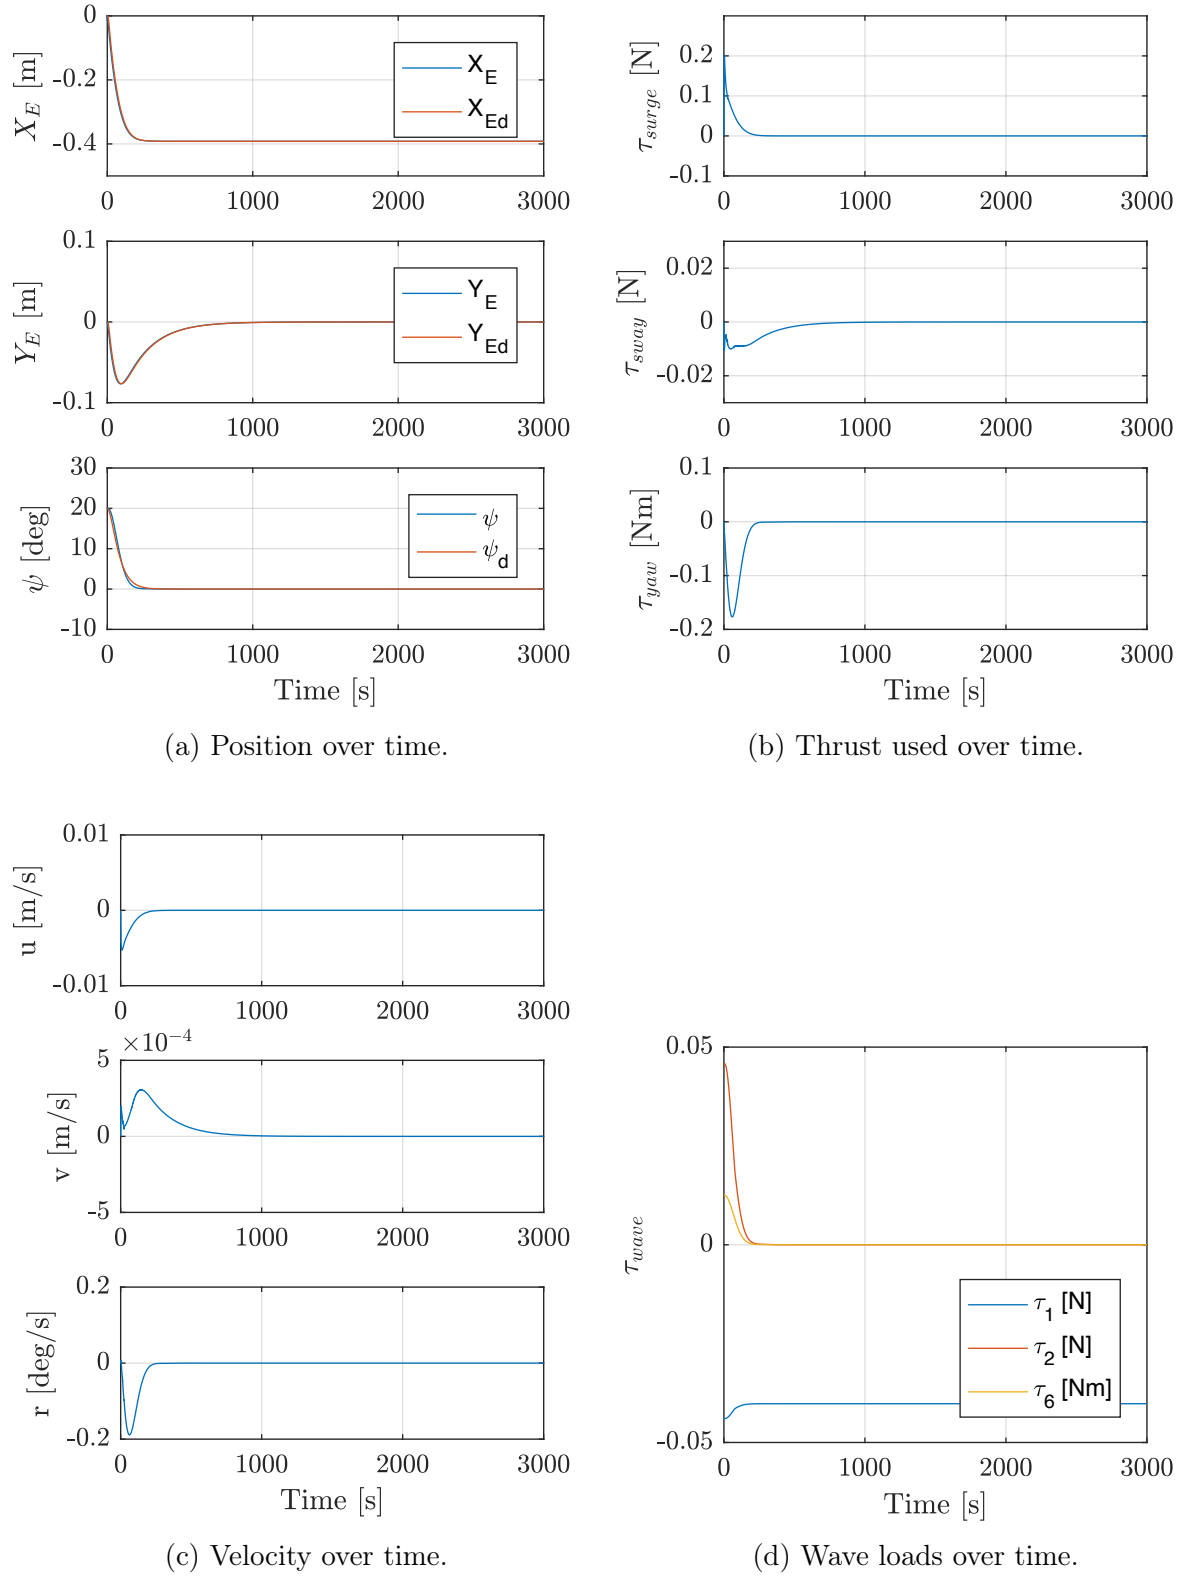 0
-0.2
-0.4
X_E [m]
X_E
X_Ed
0 1000 2000 3000
0.1
0
-0.1
Y_E [m]
Y_E
Y_Ed
0 1000 2000 3000
30
20
10
0
-10
ψ [deg]
ψ
ψ_d
0 1000 2000 3000
Time [s]
(a) Position over time.
0.2
0.1
0
-0.1
τ_surge [N]
0 1000 2000 3000
0.02
0
-0.02
τ_sway [N]
0 1000 2000 3000
0.1
0
-0.1
-0.2
τ_yaw [Nm]
0 1000 2000 3000
Time [s]
(b) Thrust used over time.
0.01
0
-0.01
u [m/s]
0 1000 2000 3000
×10⁻⁴
5
0
-5
v [m/s]
0 1000 2000 3000
0.2
0
-0.2
r [deg/s]
0 1000 2000 3000
Time [s]
(c) Velocity over time.
0.05
0
-0.05
τ_wave
τ_1 [N]
τ_2 [N]
τ_6 [Nm]
0 1000 2000 3000
Time [s]
(d) Wave loads over time.